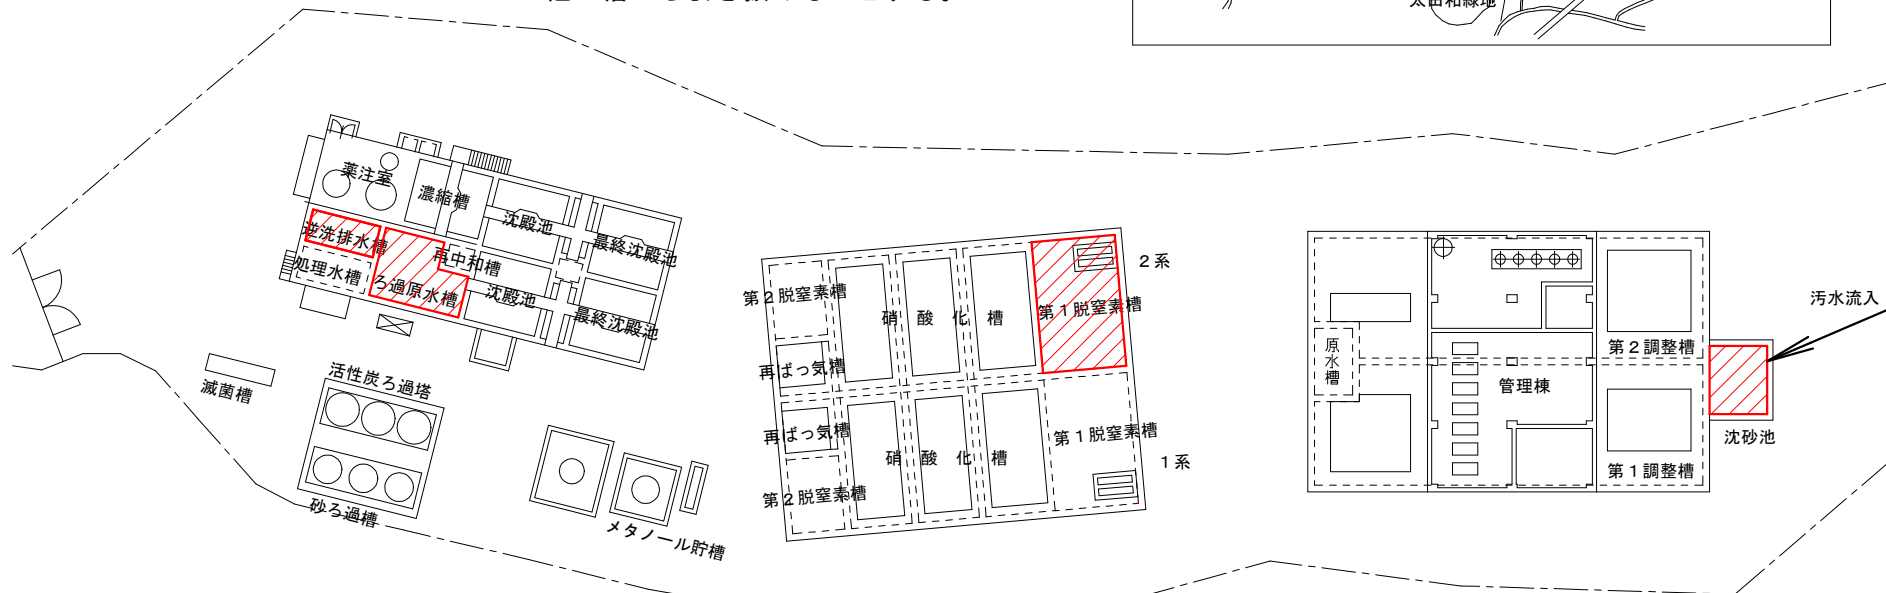 太田和緑地
薬注室
濃縮槽
沈殿池
最終沈殿池
逆洗排水槽
再中和槽
処理水槽
ろ過原水槽
沈殿池
最終沈殿池
滅菌槽
活性炭ろ過塔
砂ろ過槽
メタノール貯槽
2系
第2脱窒素槽
硝酸化槽
第1脱窒素槽
再ばっ気槽
再ばっ気槽
硝酸化槽
第1脱窒素槽
1系
第2脱窒素槽
汚水流入
原水槽
第2調整槽
管理棟
沈砂池
第1調整槽